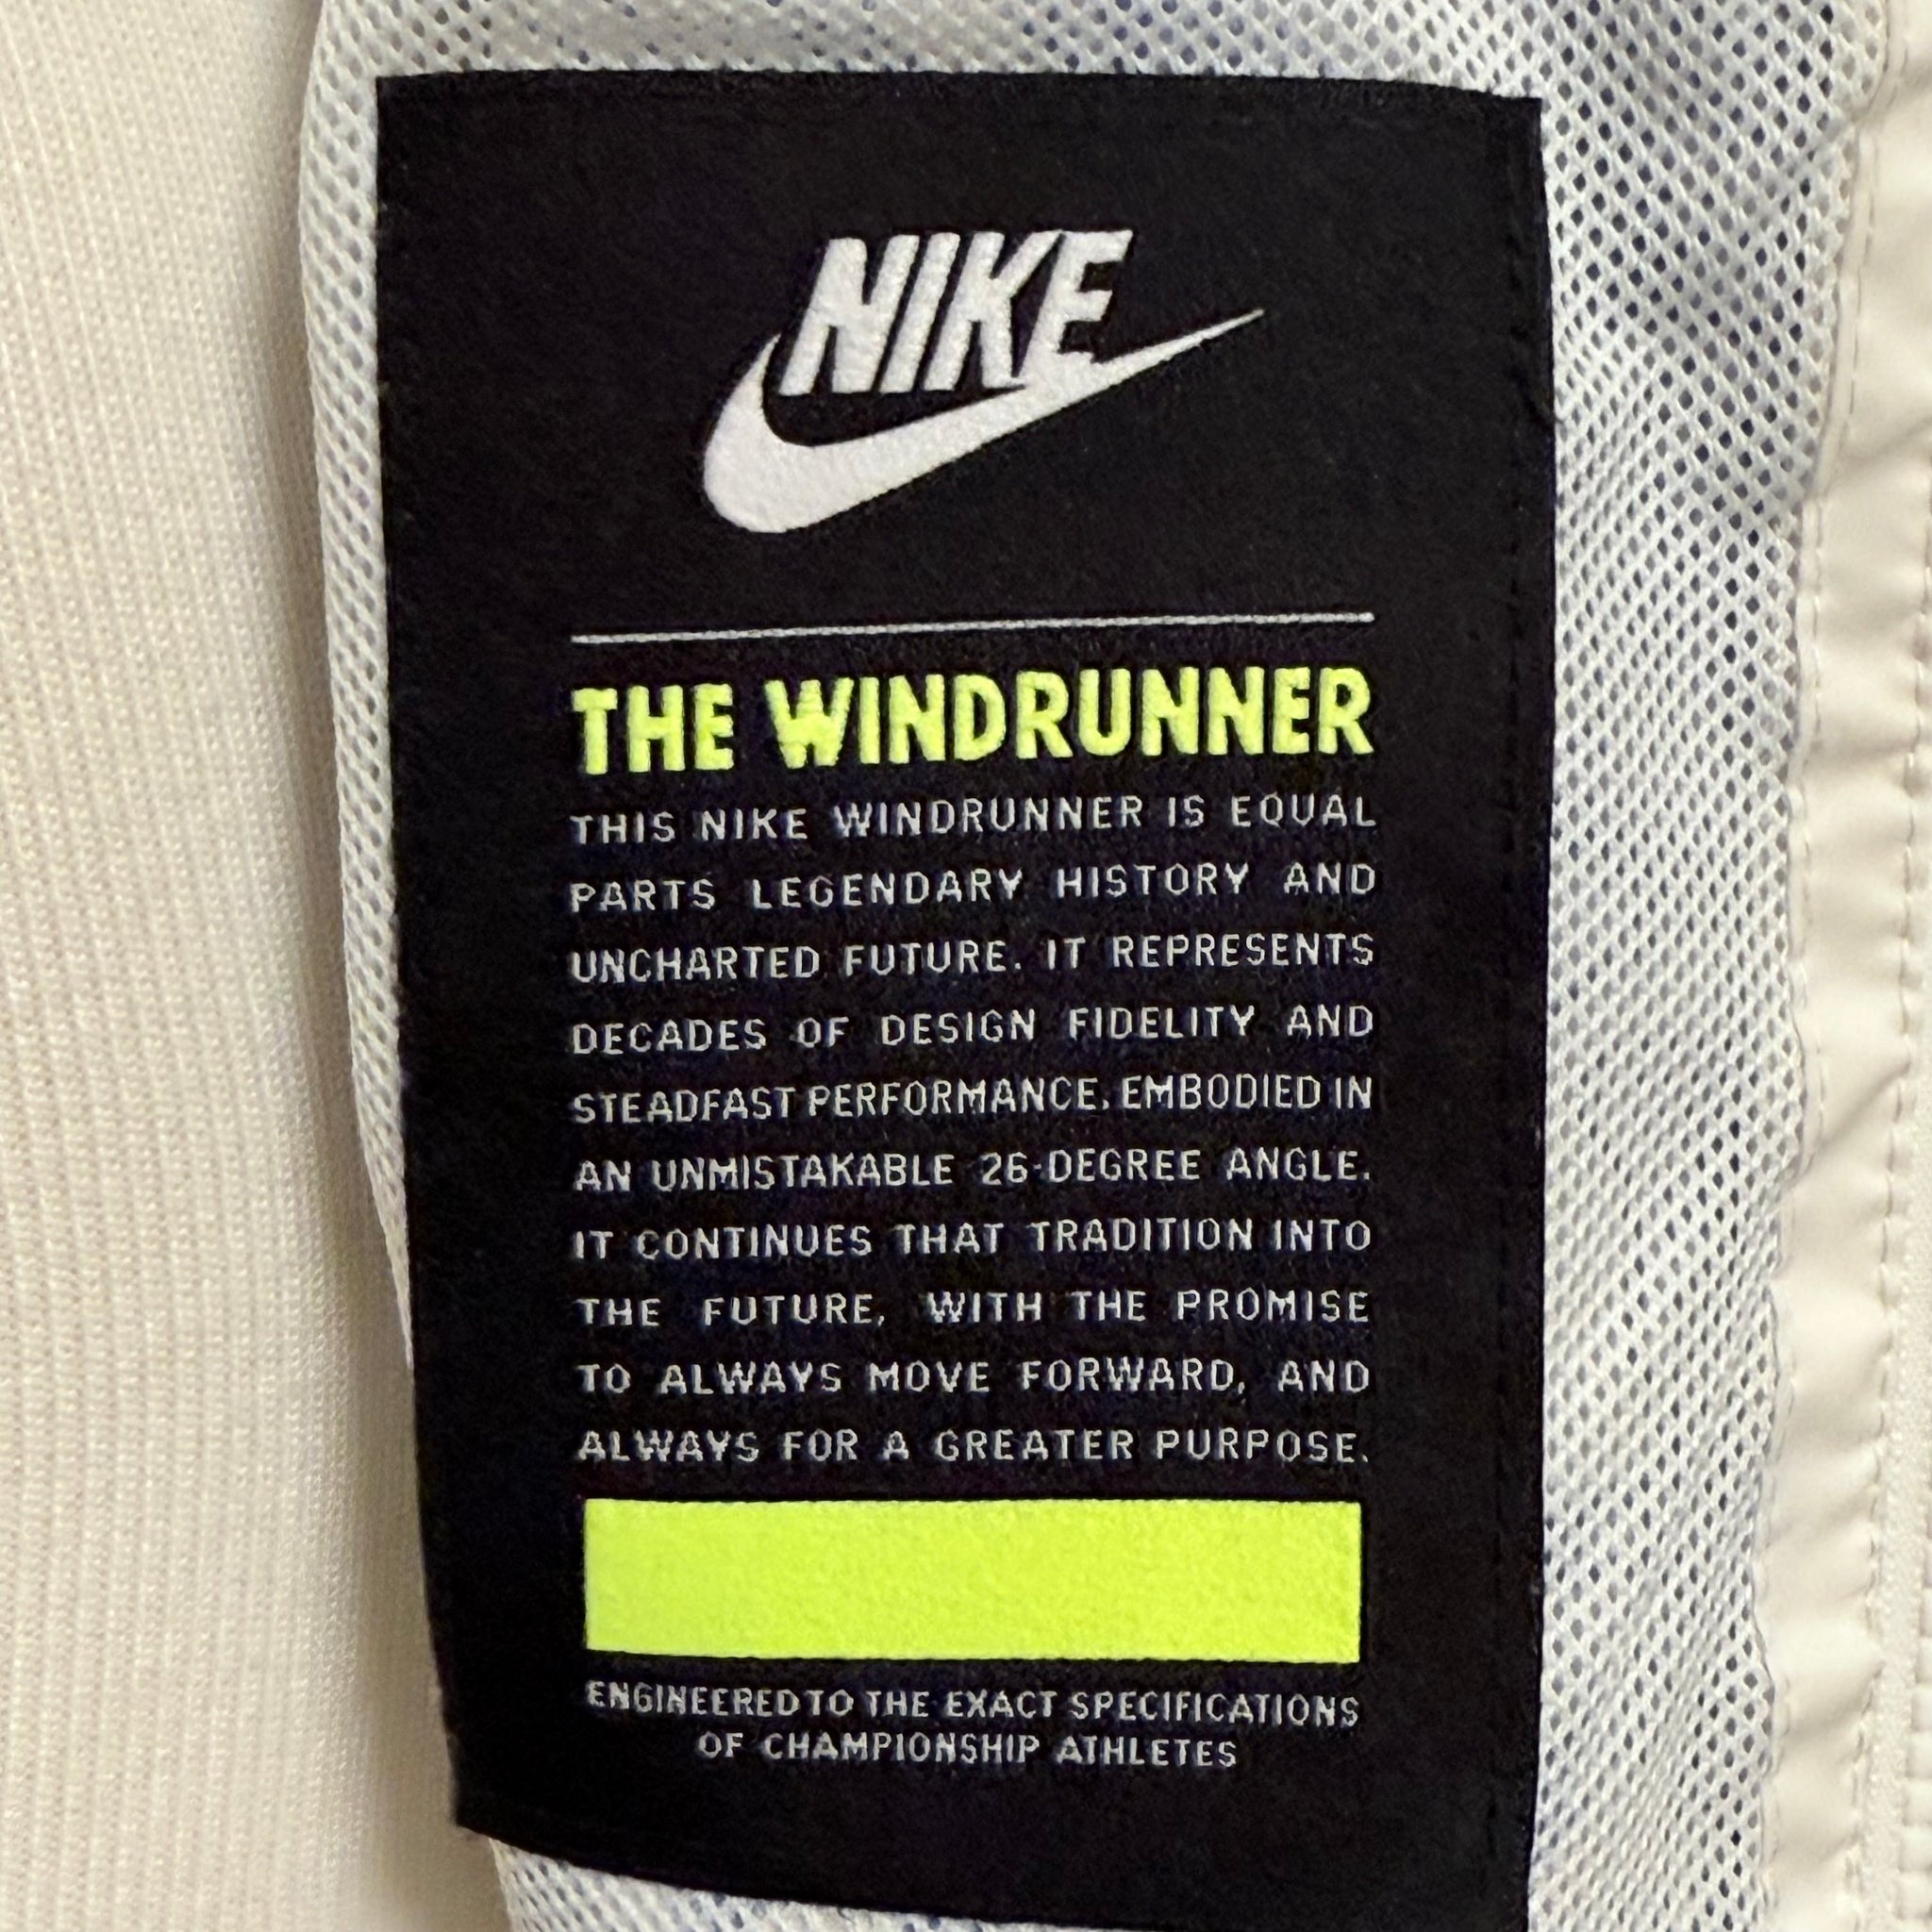 NIKE
THE WINDRUNNER
THIS NIKE WINDRUNNER IS EQUAL
PARTS LEGENDARY HISTORY AND
UNCHARTED FUTURE. IT REPRESENTS
DECADES OF DESIGN FIDELITY AND
STEADFAST PERFORMANCE, EMBODIED IN
AN UNMISTAKABLE 26-DEGREE ANGLE.
IT CONTINUES THAT TRADITION INTO
THE FUTURE, WITH THE PROMISE
TO ALWAYS MOVE FORWARD, AND
ALWAYS FOR A GREATER PURPOSE.
ENGINEERED TO THE EXACT SPECIFICATIONS
OF CHAMPIONSHIP ATHLETES